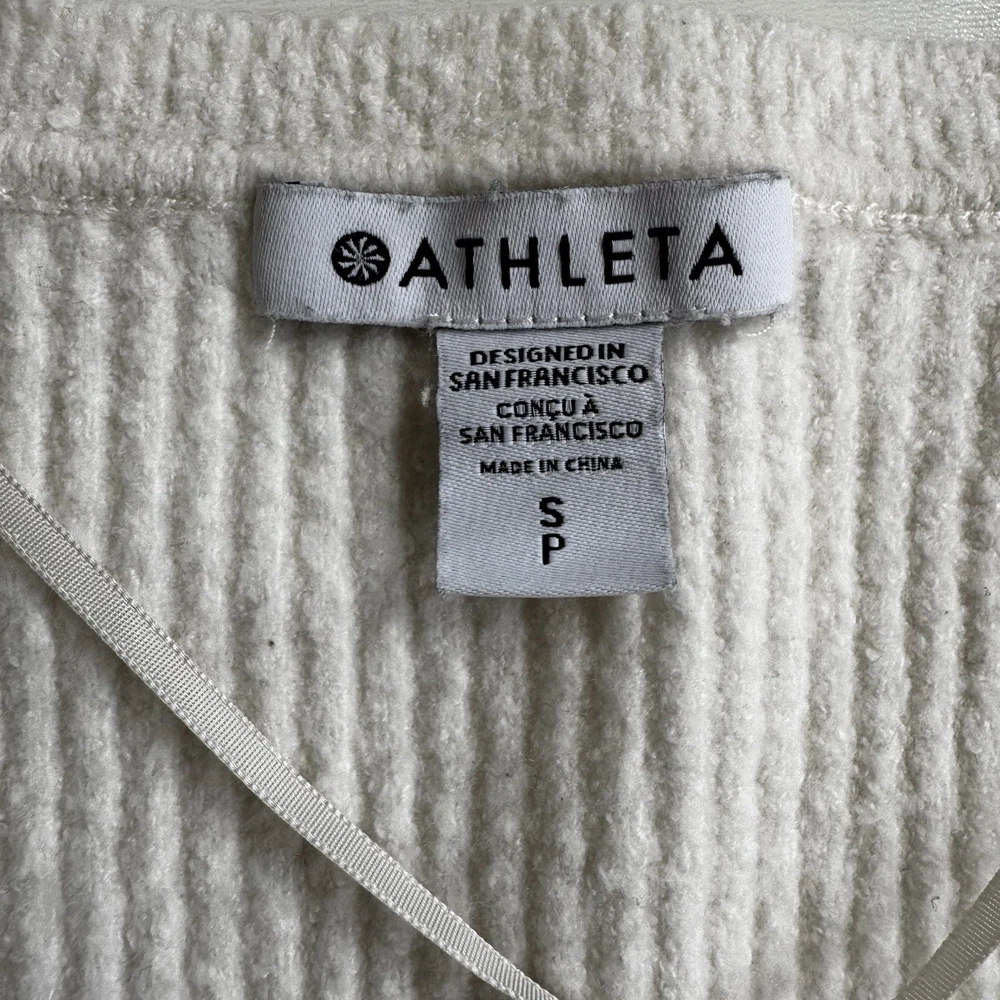 ATHLETA
DESIGNED IN
SAN FRANCISCO
CONÇU À
SAN FRANCISCO
MADE IN CHINA
S
P